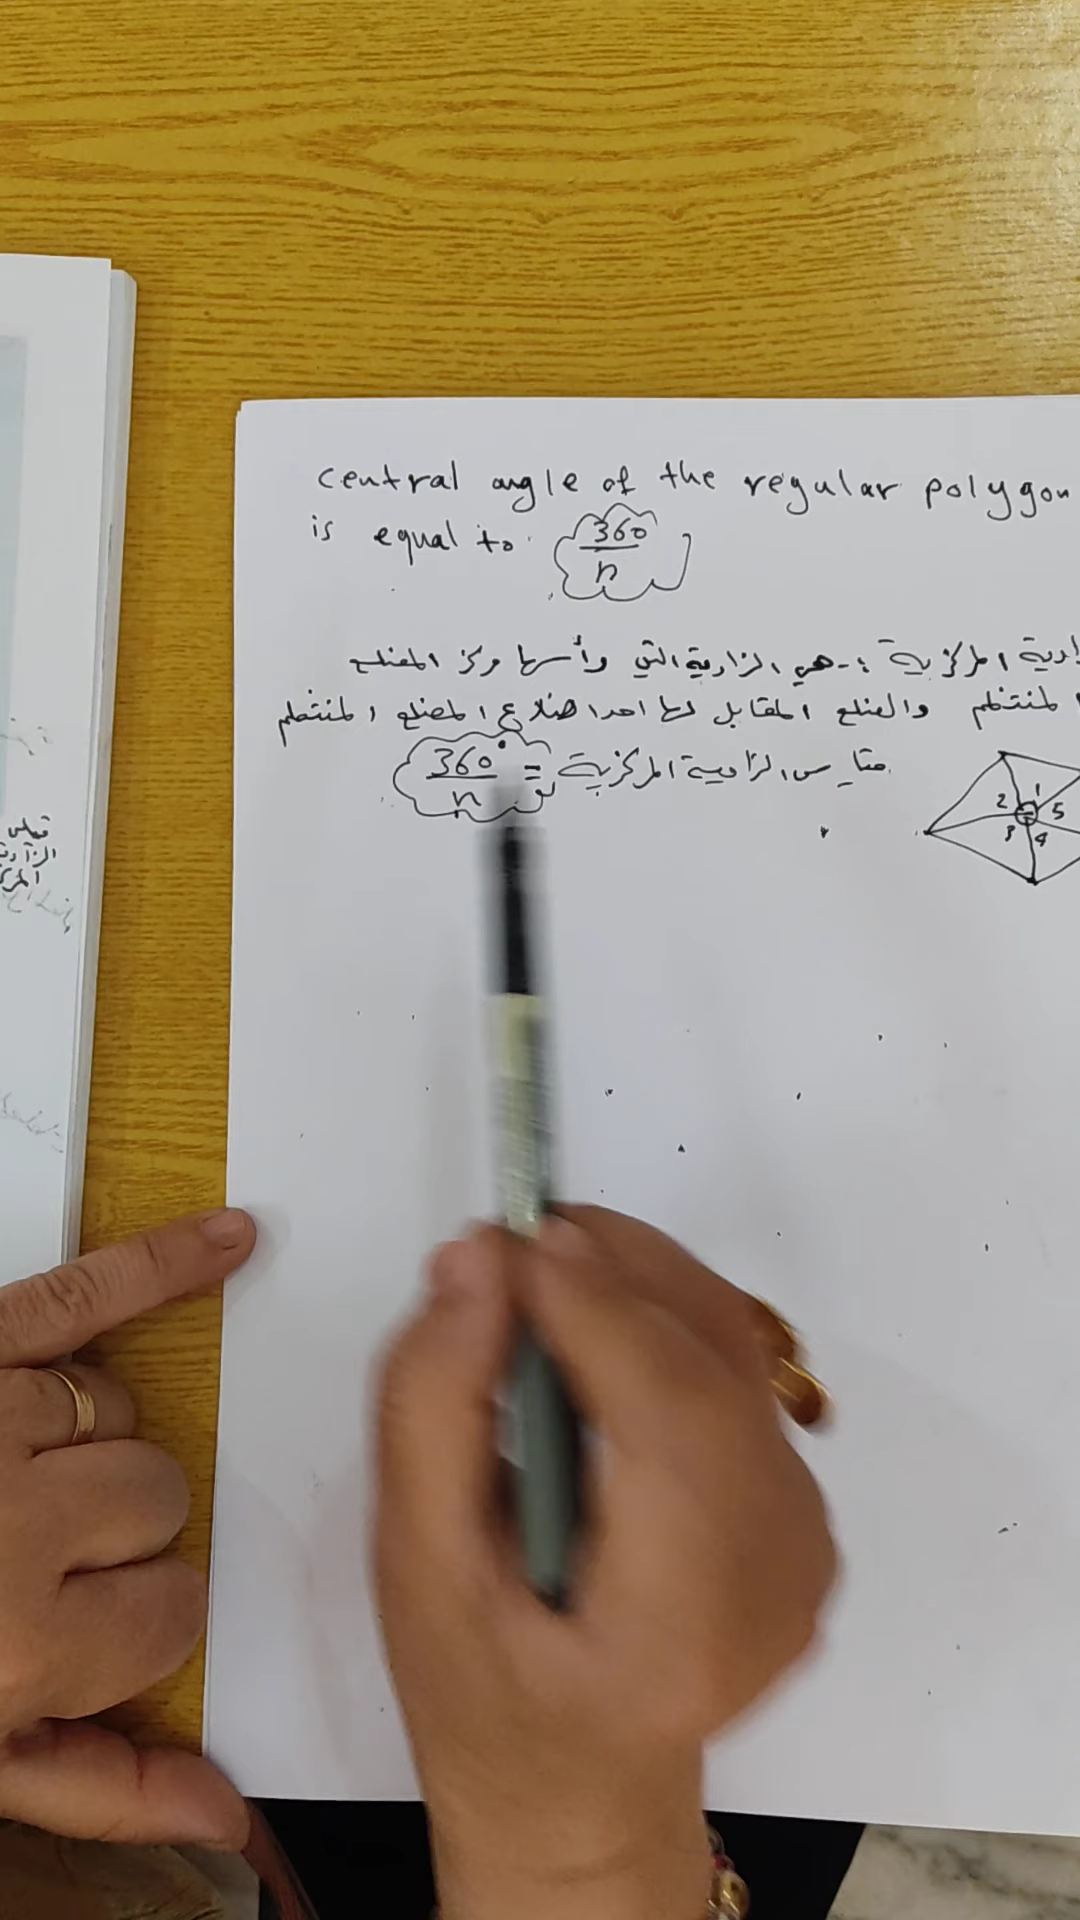 central angle of the regular polygon
is equal to 360/n
المركزية :- هي الزاوية التي رأسها مركز المضلع
المنتظم والضلع المقابل لها احد اضلاع المضلع المنتظم
مقياس الزاوية المركزية = 360°/n
1
2
5
3
4
قياس
الزاوية